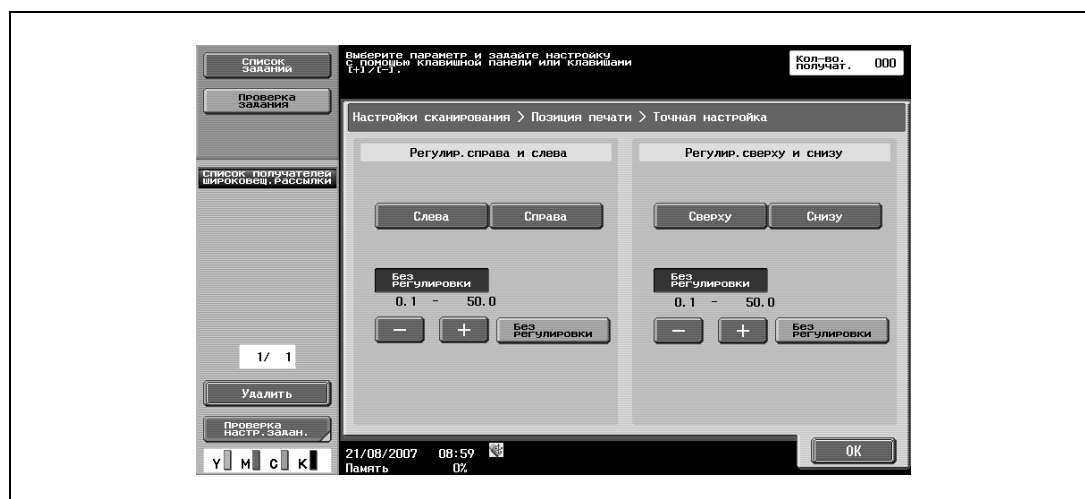 Список
заданий
Проверка
задания
Список получателей
широковещ.рассылки
1/ 1
Удалить
Проверка
настр.задан.
Y M C K
Выберите параметр и задайте настройку
с помощью клавишной панели или клавишами
[+]/[-].
Кол-во.
получат. 000
Настройки сканирования > Позиция печати > Точная настройка
Регулир.справа и слева
Слева Справа
Без
регулировки
0.1 - 50.0
− + Без
регулировки
Регулир.сверху и снизу
Сверху Снизу
Без
регулировки
0.1 - 50.0
− + Без
регулировки
21/08/2007 08:59
Память 0%
OK